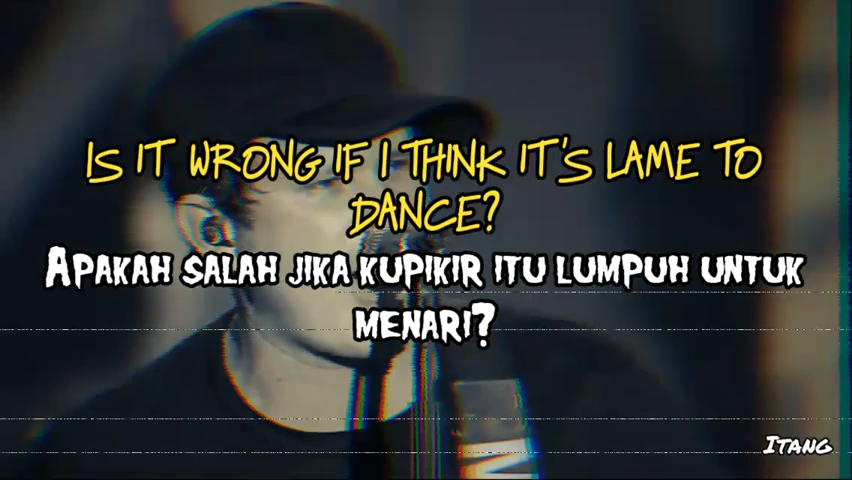 IS IT WRONG IF I THINK IT'S LAME TO
DANCE?
APAKAH SALAH JIKA KUPIKIR ITU LUMPUH UNTUK
MENARI?
ITANG